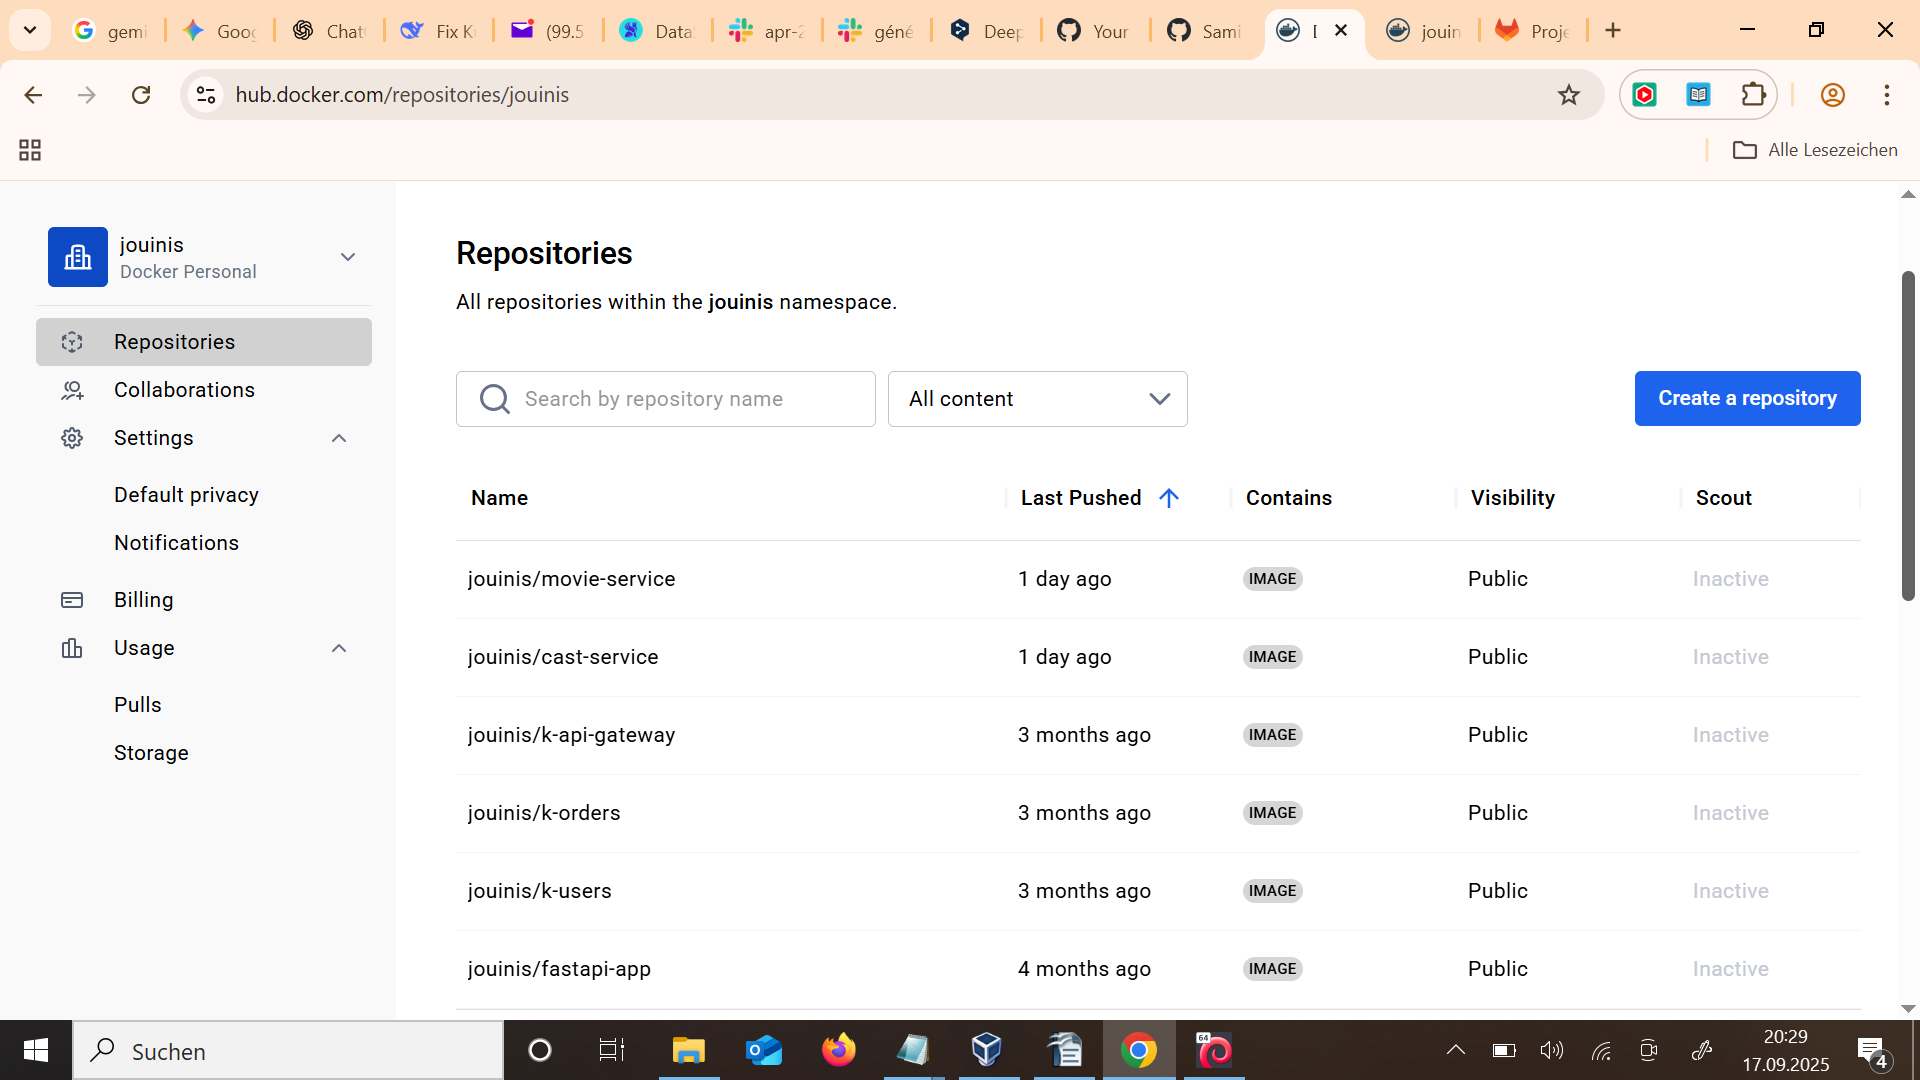 gemi
Goog
Chat
Fix K
(99.5
Data
apr-2
géné
Deep
Your
Sami
jouin
Proje
hub.docker.com/repositories/jouinis
Alle Lesezeichen
jouinis
Docker Personal
Repositories
Collaborations
Settings
Default privacy
Notifications
Billing
Usage
Pulls
Storage
Repositories
All repositories within the jouinis namespace.
Search by repository name
All content
Create a repository
Name Last Pushed Contains Visibility Scout
jouinis/movie-service 1 day ago IMAGE Public Inactive
jouinis/cast-service 1 day ago IMAGE Public Inactive
jouinis/k-api-gateway 3 months ago IMAGE Public Inactive
jouinis/k-orders 3 months ago IMAGE Public Inactive
jouinis/k-users 3 months ago IMAGE Public Inactive
jouinis/fastapi-app 4 months ago IMAGE Public Inactive
Suchen
64
20:29
17.09.2025
4